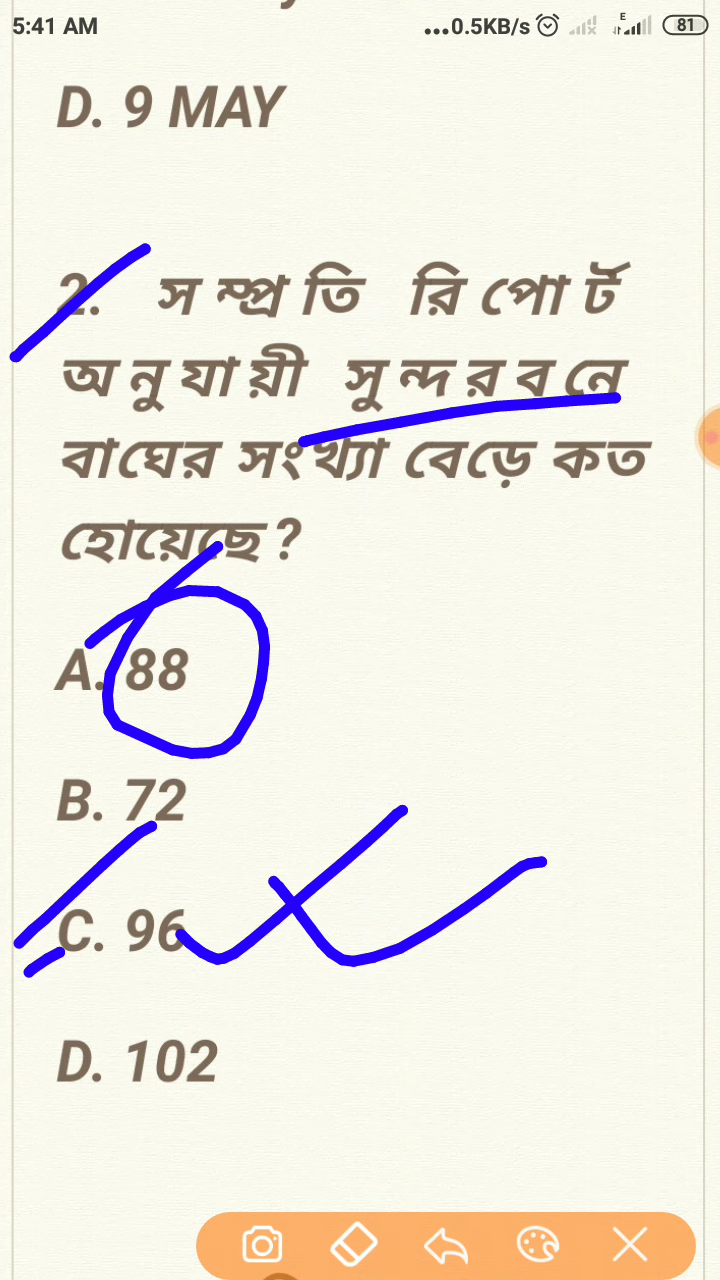 5:41 AM
...0.5KB/s
E
81
D. 9 MAY
2. সম্প্রতি রিপোর্ট
অনুযায়ী সুন্দরবনে
বাঘের সংখ্যা বেড়ে কত
হোয়েছে?
A. 88
B. 72
C. 96
D. 102